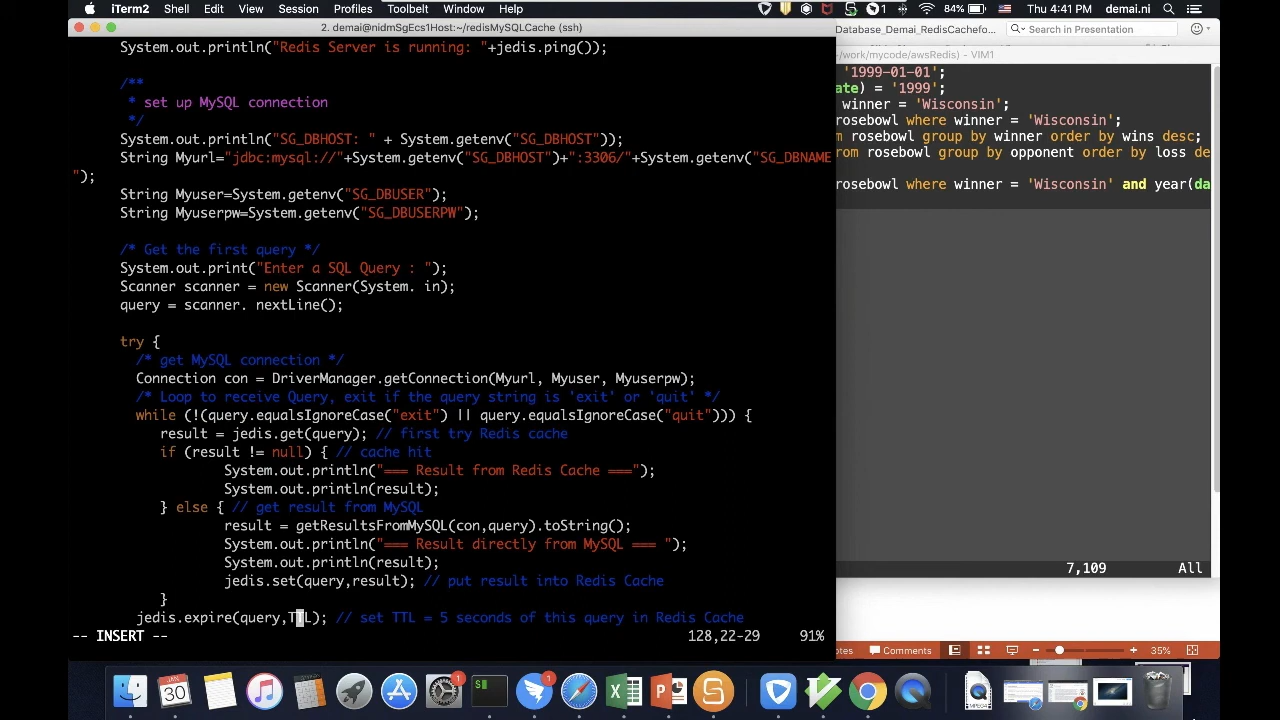 iTerm2 Shell Edit View Session Profiles Toolbelt Window Help
1 84% Thu 4:41 PM demai.ni
2. demai@nidmSgEcs1Host:~/redisMySQLCache (ssh)
System.out.println("Redis Server is running: "+jedis.ping());
/**
* set up MySQL connection
*/
System.out.println("SG_DBHOST: " + System.getenv("SG_DBHOST"));
String Myurl="jdbc:mysql://"+System.getenv("SG_DBHOST")+":3306/"+System.getenv("SG_DBNAME
");
String Myuser=System.getenv("SG_DBUSER");
String Myuserpw=System.getenv("SG_DBUSERPW");
/* Get the first query */
System.out.print("Enter a SQL Query : ");
Scanner scanner = new Scanner(System. in);
query = scanner. nextLine();
try {
/* get MySQL connection */
Connection con = DriverManager.getConnection(Myurl, Myuser, Myuserpw);
/* Loop to receive Query, exit if the query string is 'exit' or 'quit' */
while (!(query.equalsIgnoreCase("exit") || query.equalsIgnoreCase("quit"))) {
result = jedis.get(query); // first try Redis cache
if (result != null) { // cache hit
System.out.println("=== Result from Redis Cache ===");
System.out.println(result);
} else { // get result from MySQL
result = getResultsFromMySQL(con,query).toString();
System.out.println("=== Result directly from MySQL === ");
System.out.println(result);
jedis.set(query,result); // put result into Redis Cache
}
jedis.expire(query,TTL); // set TTL = 5 seconds of this query in Redis Cache
-- INSERT -- 128,22-29 91%
Database_Demai_RedisCachefo...
Search in Presentation
~/work/mycode/awsRedis) - VIM1
'1999-01-01';
ate) = '1999';
winner = 'Wisconsin';
rosebowl where winner = 'Wisconsin';
m rosebowl group by winner order by wins desc;
rom rosebowl group by opponent order by loss de
rosebowl where winner = 'Wisconsin' and year(da
7,109 All
otes Comments 35%
30
1
1
MPEG4